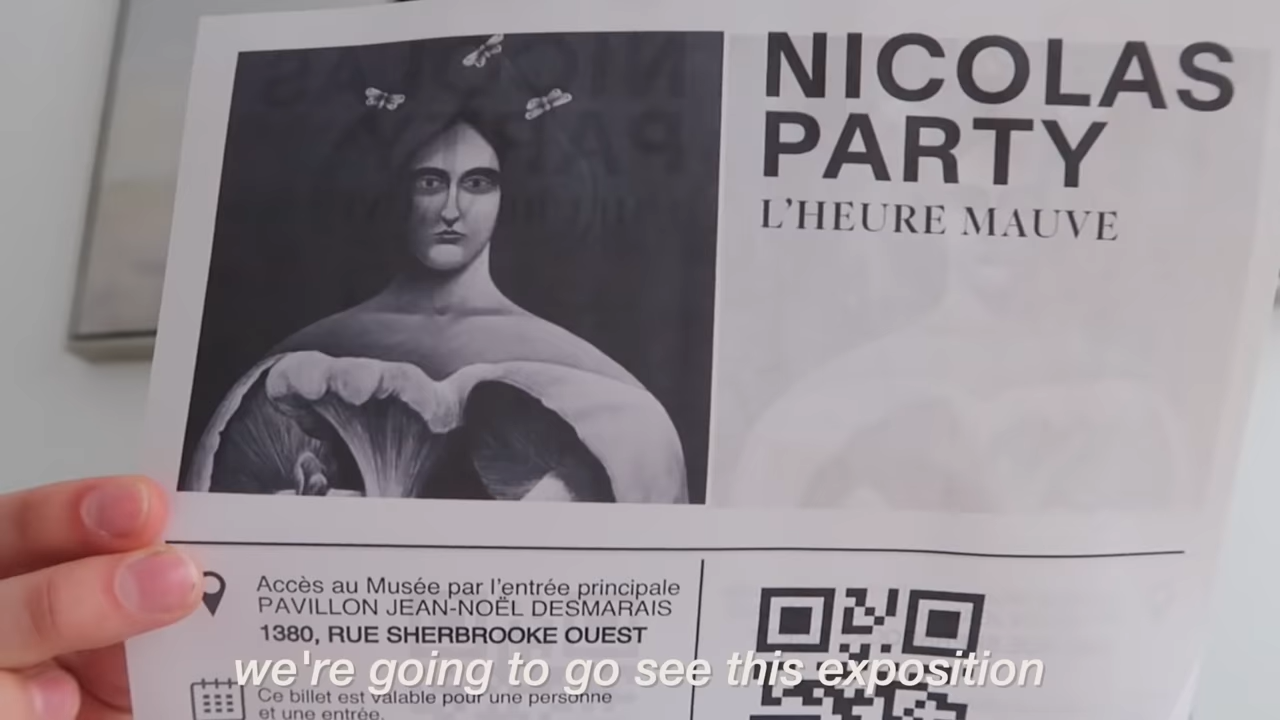 NICOLAS
PARTY
L'HEURE MAUVE
Accès au Musée par l'entrée principale
PAVILLON JEAN-NOËL DESMARAIS
1380, RUE SHERBROOKE OUEST
we're going to go see this exposition
Ce billet est valable pour une personne
et une entrée.